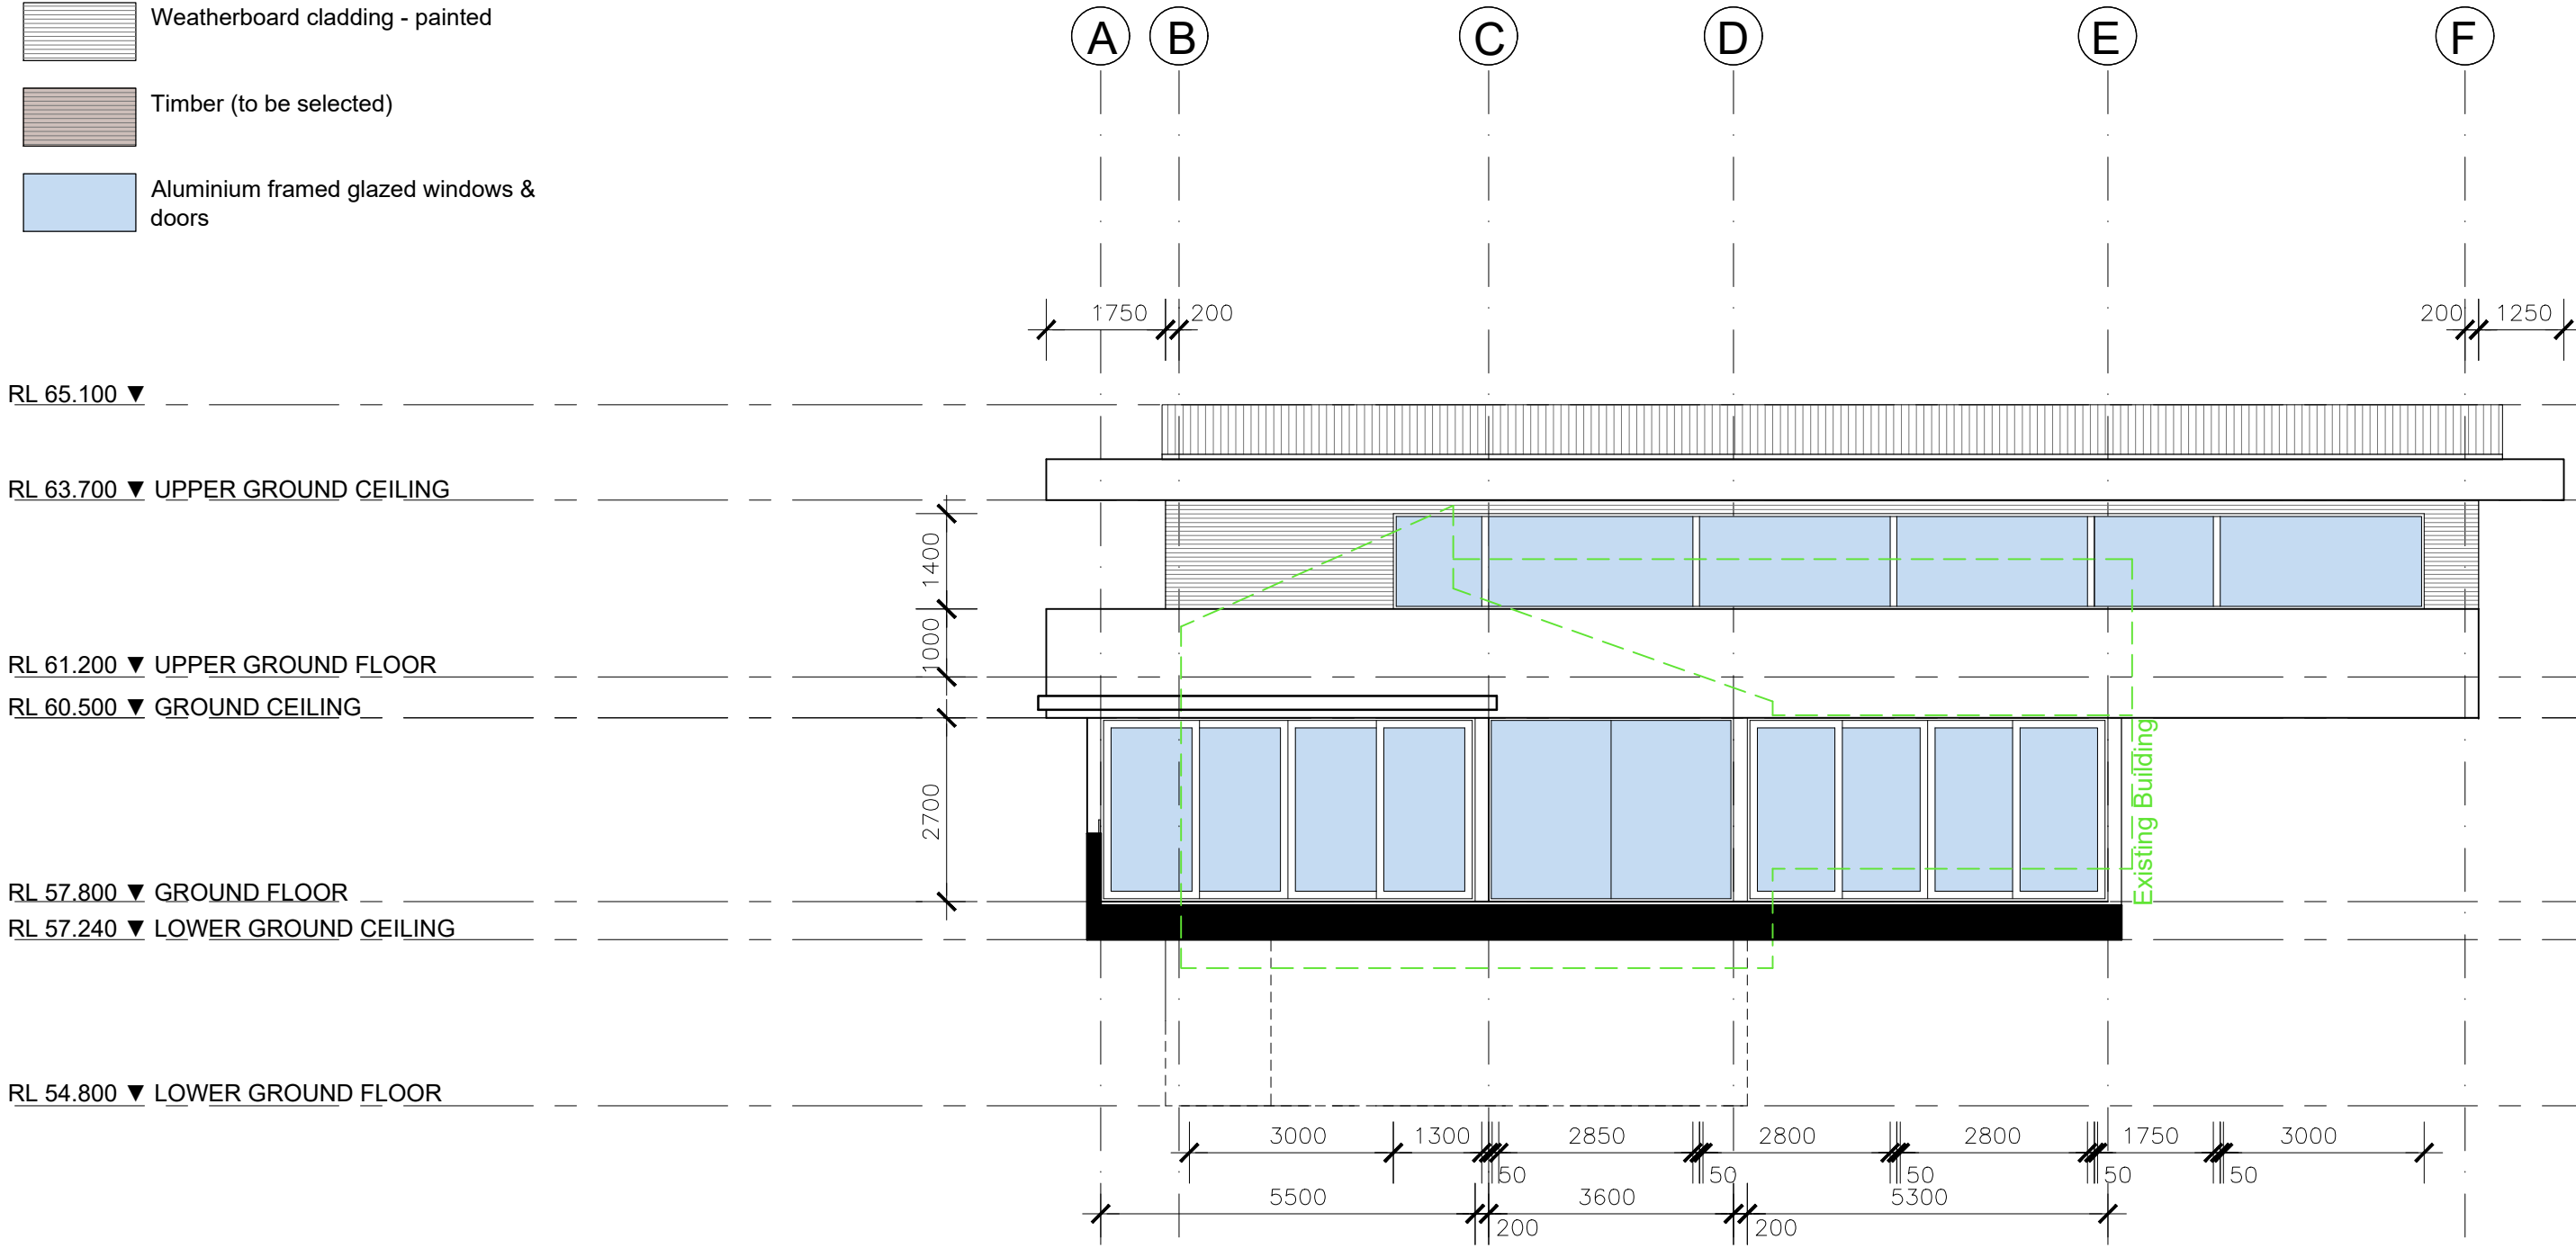 Weatherboard cladding - painted
Timber (to be selected)
Aluminium framed glazed windows &
doors
A B C D E F
1750 200 200 1250
RL 65.100 ▼
RL 63.700 ▼ UPPER GROUND CEILING
1400
1000
RL 61.200 ▼ UPPER GROUND FLOOR
RL 60.500 ▼ GROUND CEILING
2700
Existing Building
RL 57.800 ▼ GROUND FLOOR
RL 57.240 ▼ LOWER GROUND CEILING
RL 54.800 ▼ LOWER GROUND FLOOR
3000 1300 2850 2800 2800 1750 3000
50 50 50 50 50
5500 3600 5300
200 200